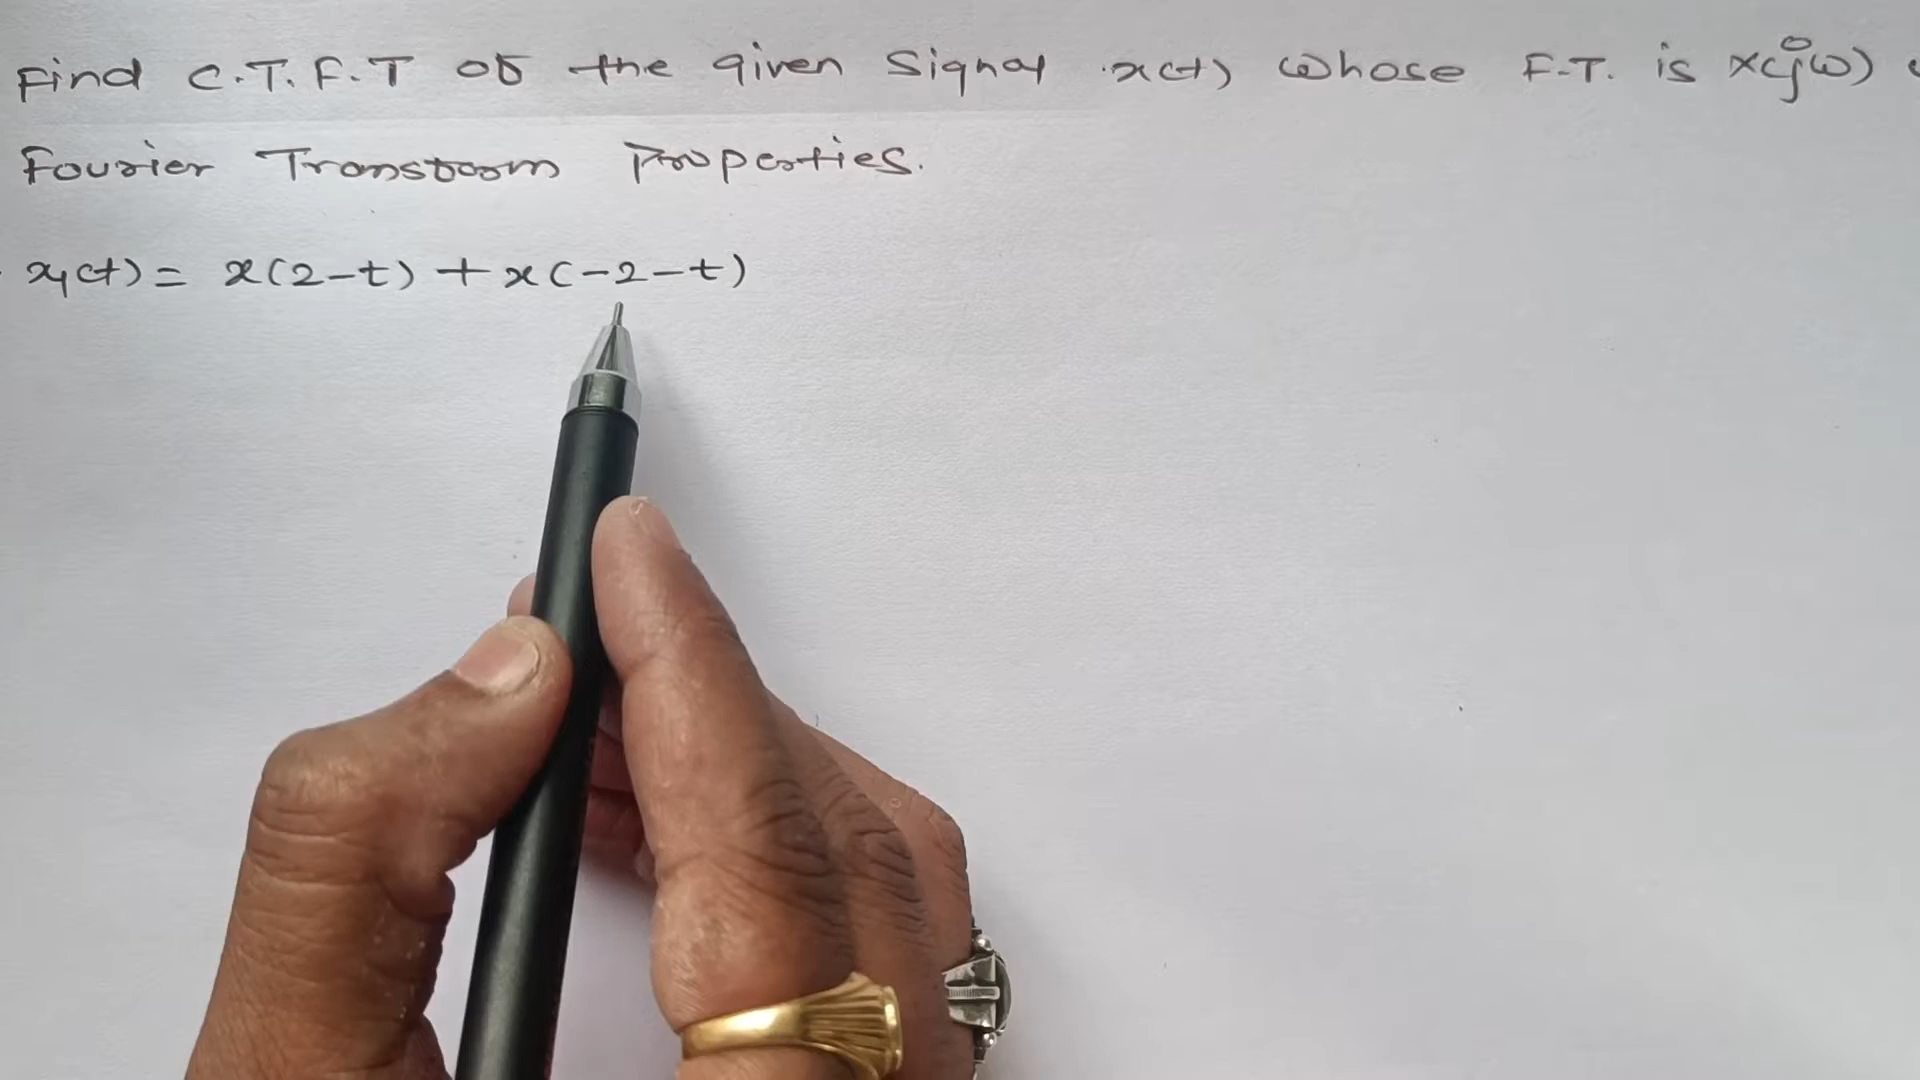 Find C.T.F.T of the given Signal x(t) whose F.T. is X(jω)
Fourier Transform Properties.
x₁(t) = x(2-t) + x(-2-t)